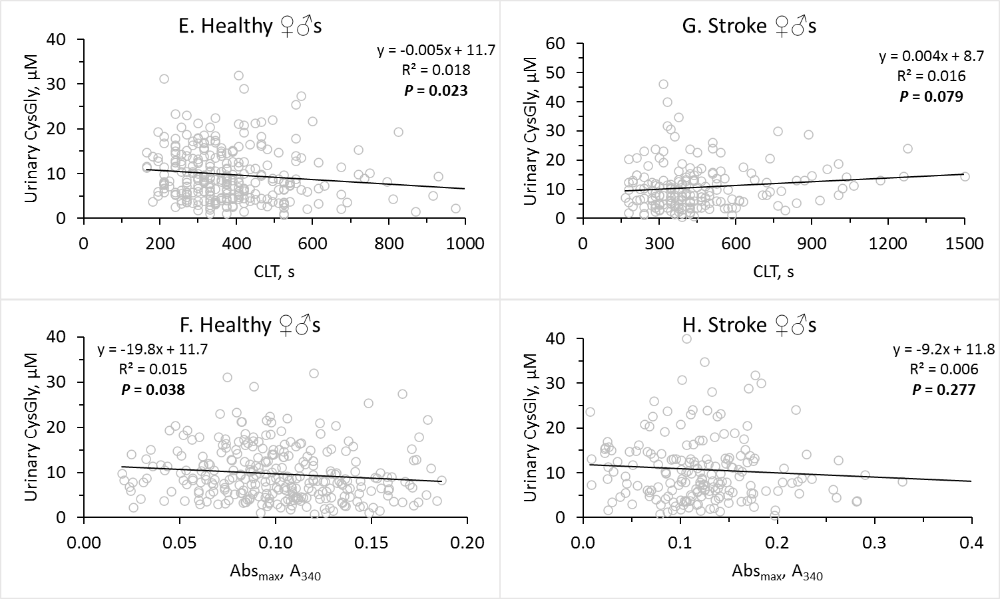 E. Healthy ♀♂s
y = -0.005x + 11.7
R² = 0.018
P = 0.023
Urinary CysGly, µM
40
30
20
10
0
0 200 400 600 800 1000
CLT, s
G. Stroke ♀♂s
y = 0.004x + 8.7
R² = 0.016
P = 0.079
Urinary CysGly, µM
60
50
40
30
20
10
0
0 300 600 900 1200 1500
CLT, s
F. Healthy ♀♂s
y = -19.8x + 11.7
R² = 0.015
P = 0.038
Urinary CysGly, µM
40
30
20
10
0
0.00 0.05 0.10 0.15 0.20
Absmax, A340
H. Stroke ♀♂s
y = -9.2x + 11.8
R² = 0.006
P = 0.277
Urinary CysGly, µM
40
30
20
10
0
0.0 0.1 0.2 0.3 0.4
Absmax, A340